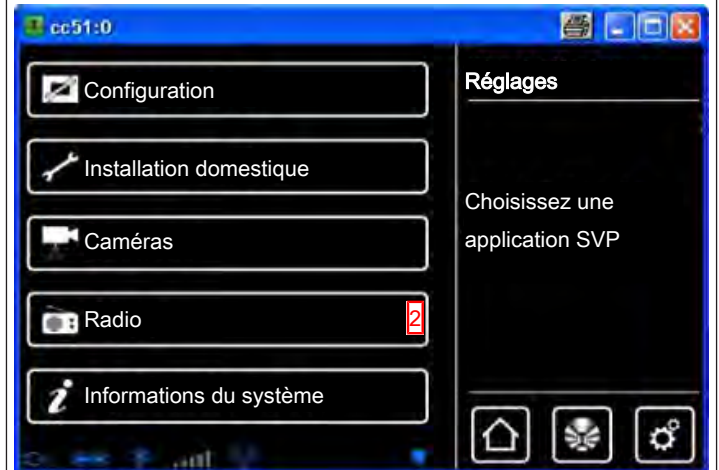 cc51:0
Configuration
Installation domestique
Caméras
Radio 2
Informations du système
Réglages
Choisissez une
application SVP